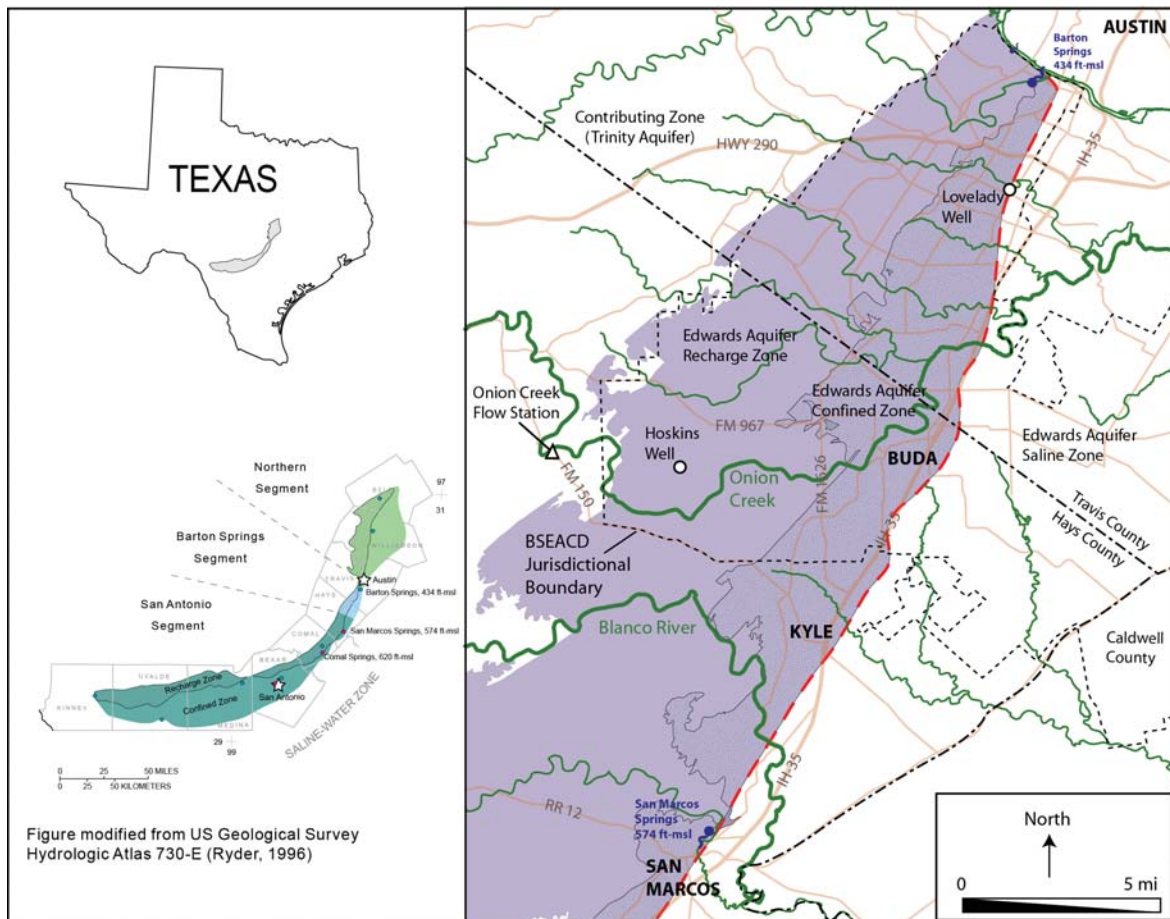 TEXAS
Northern
Segment
Barton Springs
Segment
San Antonio
Segment
97
31
BELL
WILLIAMSON
TRAVIS
Austin
Barton Springs, 434 ft-msl
HAYS
San Marcos Springs, 574 ft-msl
COMAL
Comal Springs, 620 ft-msl
BEXAR
UVALDE
Recharge Zone
San Antonio
KINNEY
Confined Zone
MEDINA
SALINE-WATER ZONE
29
99
0 25 50 MILES
0 25 50 KILOMETERS
Figure modified from US Geological Survey
Hydrologic Atlas 730-E (Ryder, 1996)
AUSTIN
Barton
Springs
434 ft-msl
Contributing Zone
(Trinity Aquifer)
HWY 290
IH-35
Lovelady
Well
Edwards Aquifer
Recharge Zone
Onion Creek
Flow Station
Edwards Aquifer
Confined Zone
FM 967
Hoskins
Well
BUDA
Edwards Aquifer
Saline Zone
FM 150
Onion
Creek
FM 1626
Travis County
Hays County
BSEACD
Jurisdictional
Boundary
IH-35
Blanco River
KYLE
Caldwell
County
IH-35
RR 12
San Marcos
Springs
574 ft-msl
SAN
MARCOS
North
0 5 mi